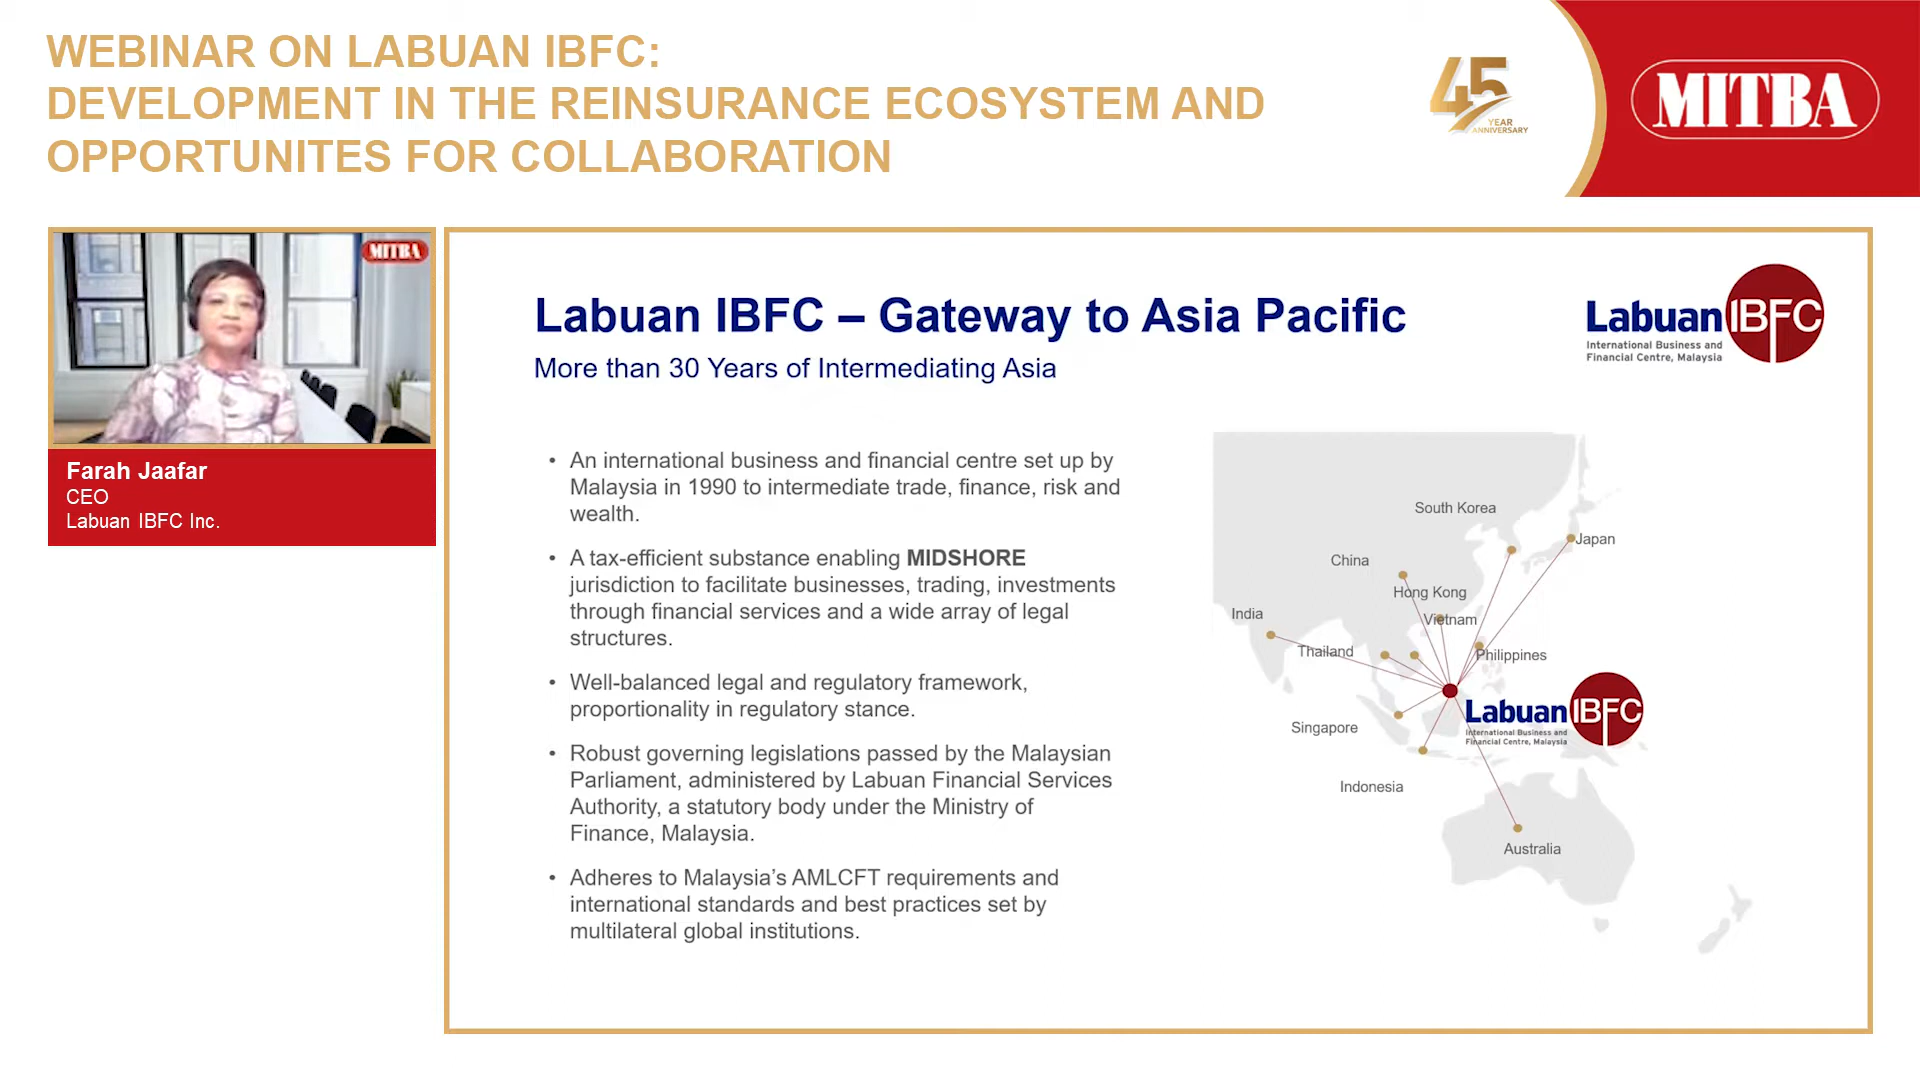 WEBINAR ON LABUAN IBFC:
DEVELOPMENT IN THE REINSURANCE ECOSYSTEM AND
OPPORTUNITES FOR COLLABORATION
45
YEAR
ANNIVERSARY
MITBA
MITBA
Farah Jaafar
CEO
Labuan IBFC Inc.
Labuan IBFC – Gateway to Asia Pacific
More than 30 Years of Intermediating Asia
Labuan IBFC
International Business and
Financial Centre, Malaysia
• An international business and financial centre set up by
Malaysia in 1990 to intermediate trade, finance, risk and
wealth.
• A tax-efficient substance enabling MIDSHORE
jurisdiction to facilitate businesses, trading, investments
through financial services and a wide array of legal
structures.
• Well-balanced legal and regulatory framework,
proportionality in regulatory stance.
• Robust governing legislations passed by the Malaysian
Parliament, administered by Labuan Financial Services
Authority, a statutory body under the Ministry of
Finance, Malaysia.
• Adheres to Malaysia’s AMLCFT requirements and
international standards and best practices set by
multilateral global institutions.
South Korea
Japan
China
Hong Kong
India
Vietnam
Thailand
Philippines
Labuan IBFC
International Business and
Financial Centre, Malaysia
Singapore
Indonesia
Australia